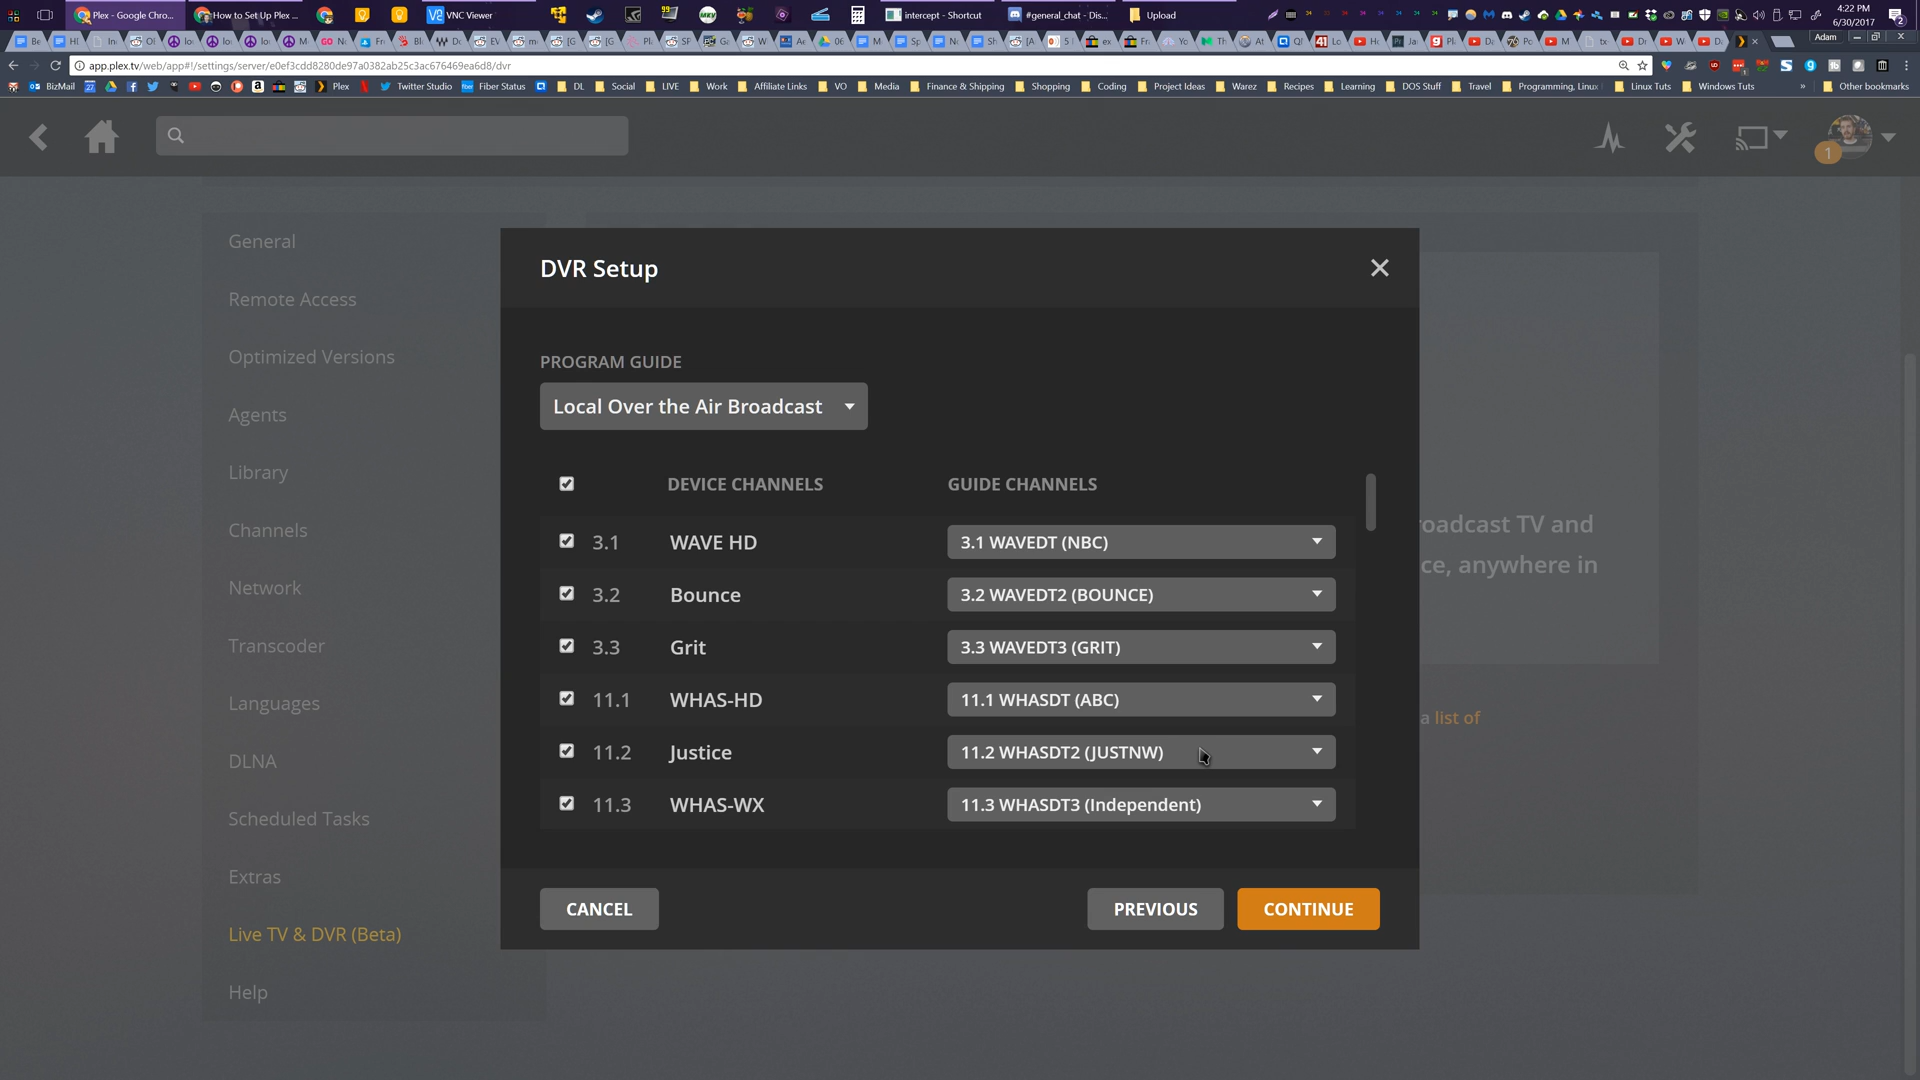 Plex - Google Chro...
How to Set Up Plex ...
VNC Viewer
intercept - Shortcut
#general_chat - Dis...
Upload
4:22 PM
6/30/2017
Adam
app.plex.tv/web/app#!/settings/server/e0ef3cdd8280de97a0382ab25c3ac676469ea6d8/dvr
BizMail
Plex
Twitter Studio
Fiber Status
DL
Social
LIVE
Work
Affiliate Links
VO
Media
Finance & Shipping
Shopping
Coding
Project Ideas
Warez
Recipes
Learning
DOS Stuff
Travel
Programming, Linux
Linux Tuts
Windows Tuts
»
Other bookmarks
1
General
Remote Access
Optimized Versions
Agents
Library
Channels
Network
Transcoder
Languages
DLNA
Scheduled Tasks
Extras
Live TV & DVR (Beta)
Help
DVR Setup
PROGRAM GUIDE
Local Over the Air Broadcast
DEVICE CHANNELS GUIDE CHANNELS
3.1 WAVE HD 3.1 WAVEDT (NBC)
3.2 Bounce 3.2 WAVEDT2 (BOUNCE)
3.3 Grit 3.3 WAVEDT3 (GRIT)
11.1 WHAS-HD 11.1 WHASDT (ABC)
11.2 Justice 11.2 WHASDT2 (JUSTNW)
11.3 WHAS-WX 11.3 WHASDT3 (Independent)
CANCEL
PREVIOUS
CONTINUE
roadcast TV and
ce, anywhere in
a list of